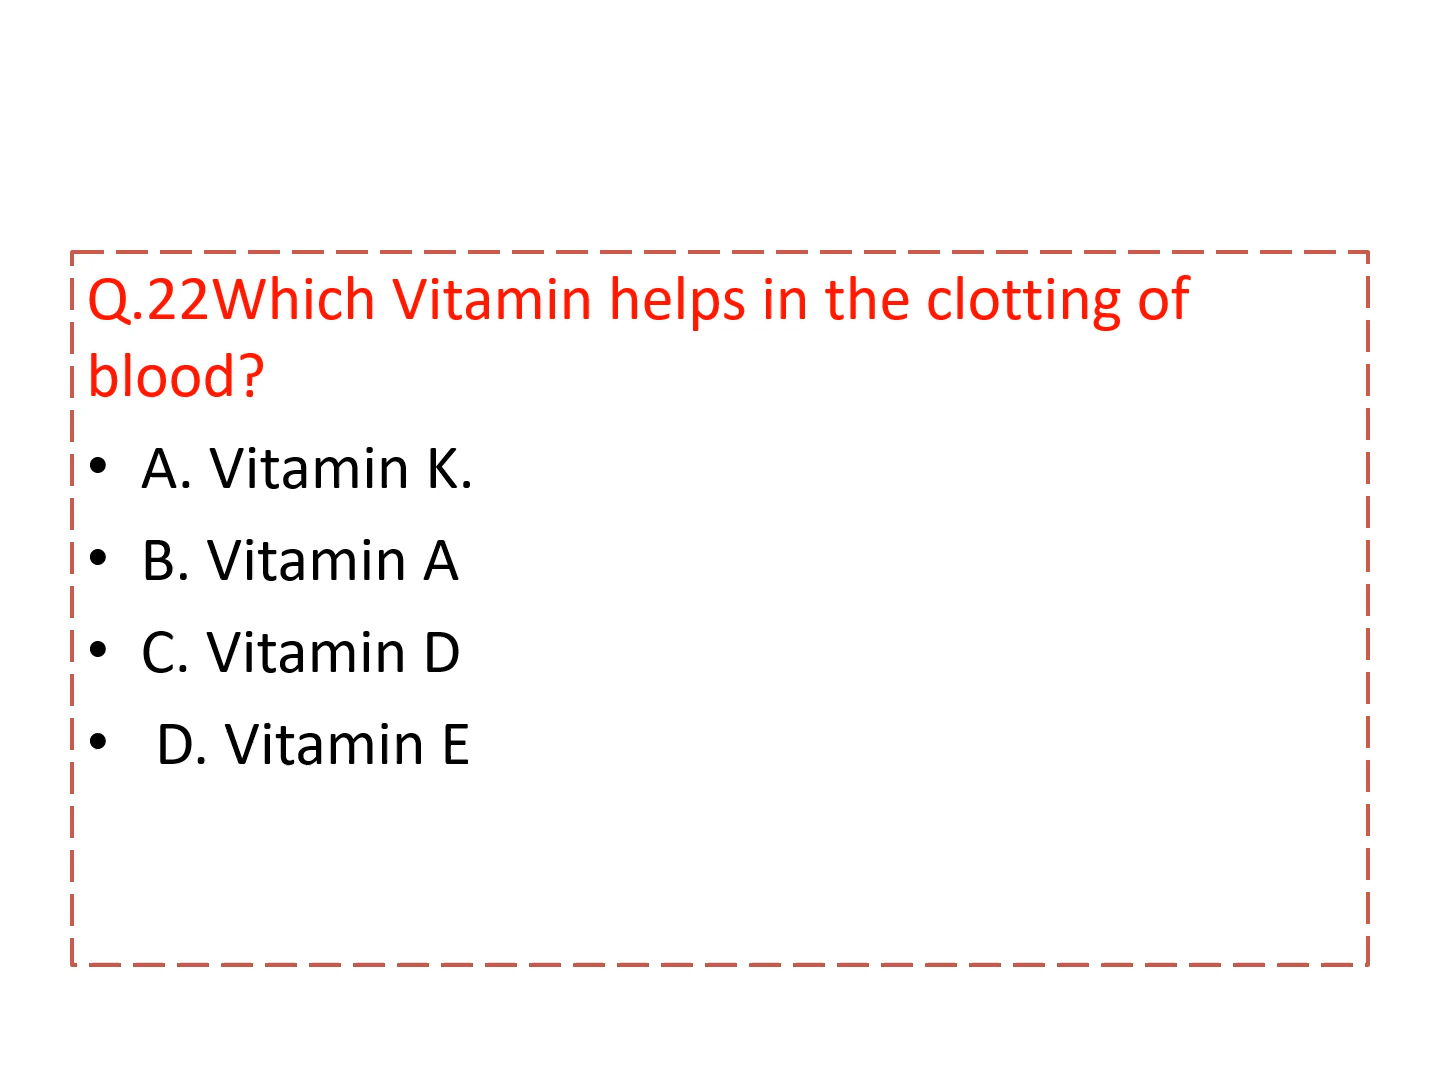 Q.22Which Vitamin helps in the clotting of
blood?
• A. Vitamin K.
• B. Vitamin A
• C. Vitamin D
• D. Vitamin E